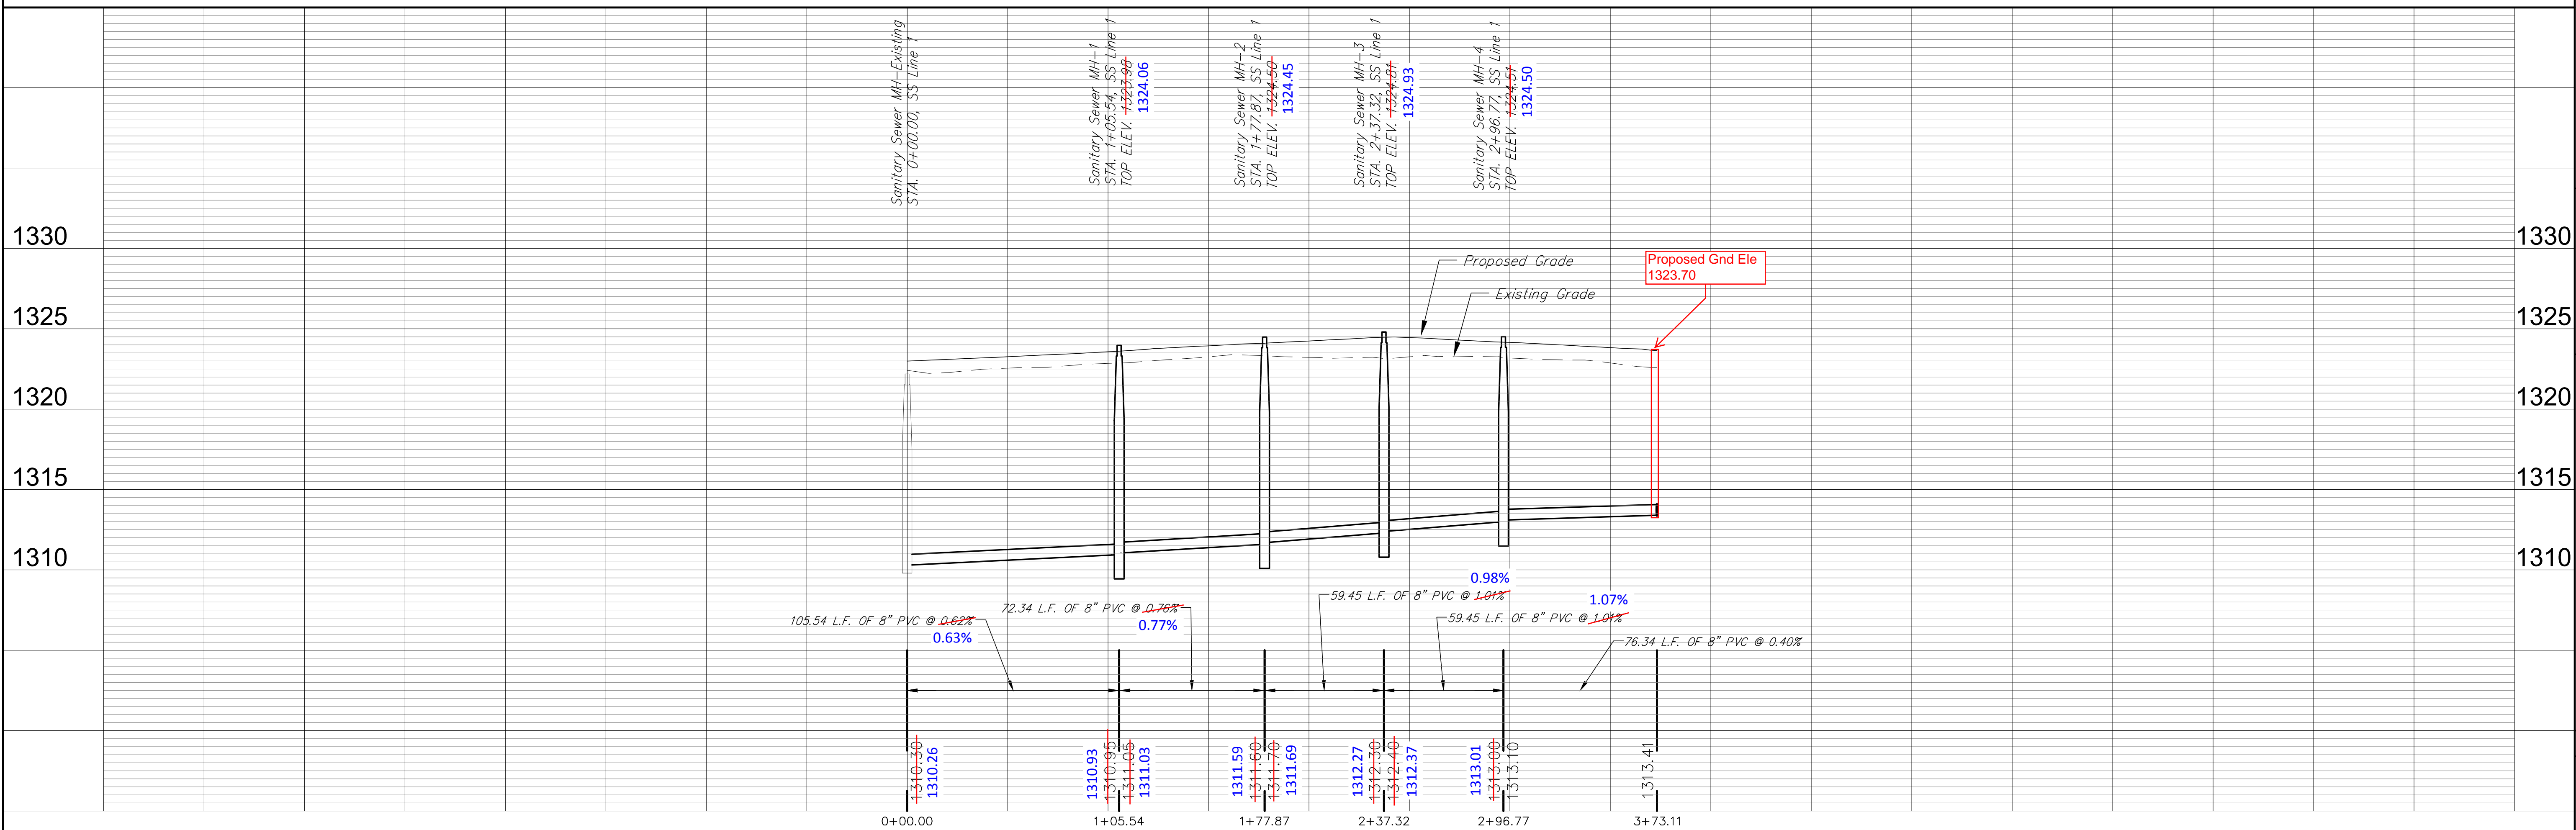 Sanitary Sewer MH-Existing
STA. 0+00.00, SS Line 1
Sanitary Sewer MH-1
STA. 1+05.54, SS Line 1
TOP ELEV. 1323.98
1324.06
Sanitary Sewer MH-2
STA. 1+77.87, SS Line 1
TOP ELEV. 1324.50
1324.45
Sanitary Sewer MH-3
STA. 2+37.32, SS Line 1
TOP ELEV. 1324.81
1324.93
Sanitary Sewer MH-4
STA. 2+96.77, SS Line 1
TOP ELEV. 1324.51
1324.50
1330
1330
Proposed Grade
Proposed Gnd Ele
1323.70
Existing Grade
1325
1325
1320
1320
1315
1315
1310
1310
105.54 L.F. OF 8" PVC @ 0.62%
0.63%
72.34 L.F. OF 8" PVC @ 0.76%
0.77%
0.98%
59.45 L.F. OF 8" PVC @ 1.01%
1.07%
59.45 L.F. OF 8" PVC @ 1.01%
76.34 L.F. OF 8" PVC @ 0.40%
1310.30
1310.26
1310.93
1310.95
1311.05
1311.03
1311.59
1311.60
1311.70
1311.69
1312.27
1312.30
1312.40
1312.37
1313.01
1313.00
1313.10
1313.41
0+00.00
1+05.54
1+77.87
2+37.32
2+96.77
3+73.11